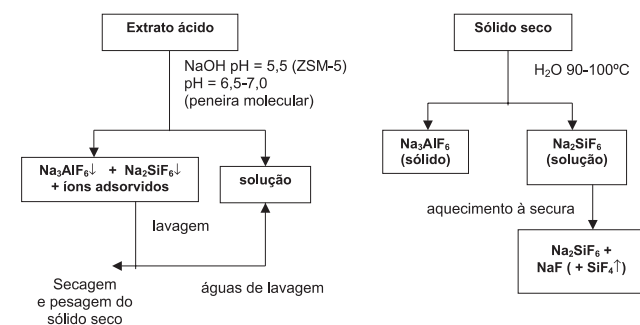 Extrato ácido
NaOH pH = 5,5 (ZSM-5)
pH = 6,5-7,0
(peneira molecular)
Na₃AlF₆↓ + Na₂SiF₆↓
+ íons adsorvidos
solução
lavagem
Secagem
e pesagem do
sólido seco
águas de lavagem
Sólido seco
H₂O 90-100ºC
Na₃AlF₆
(sólido)
Na₂SiF₆
(solução)
aquecimento à secura
Na₂SiF₆ +
NaF ( + SiF₄↑)